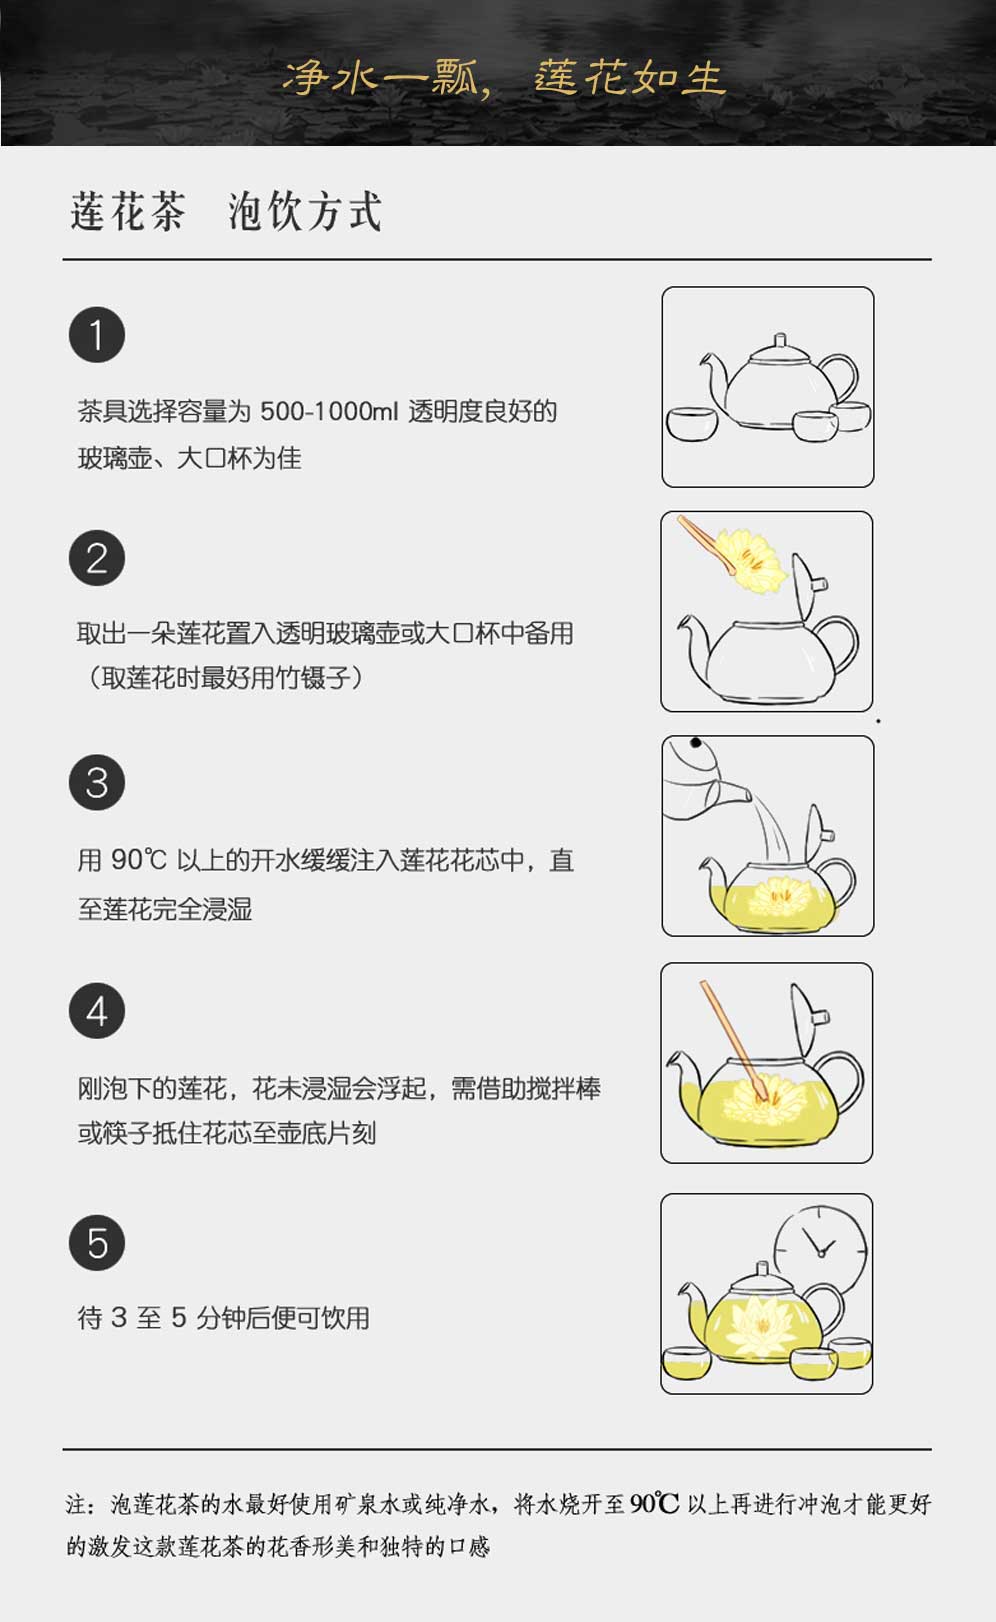 净水一瓢，莲花如生
莲花茶 泡饮方式
1
茶具选择容量为 500-1000ml 透明度良好的
玻璃壶、大口杯为佳
2
取出一朵莲花置入透明玻璃壶或大口杯中备用
（取莲花时最好用竹镊子）
3
用 90℃ 以上的开水缓缓注入莲花花芯中，直
至莲花完全浸湿
4
刚泡下的莲花，花未浸湿会浮起，需借助搅拌棒
或筷子抵住花芯至壶底片刻
5
待 3 至 5 分钟后便可饮用
注：泡莲花茶的水最好使用矿泉水或纯净水，将水烧开至 90℃ 以上再进行冲泡才能更好
的激发这款莲花茶的花香形美和独特的口感